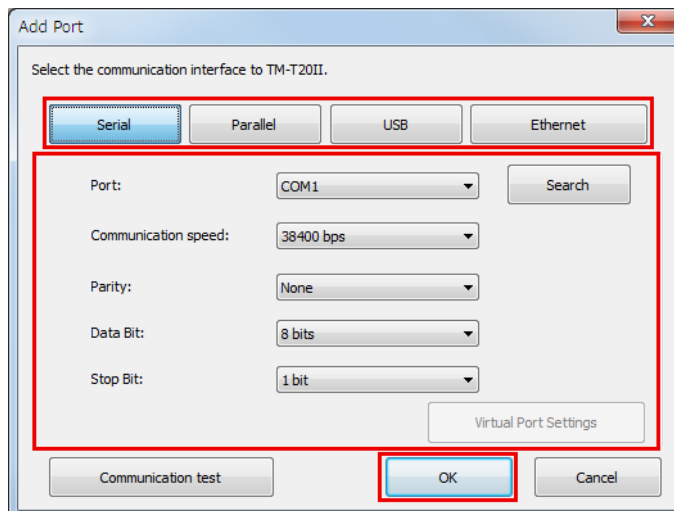 Add Port
Select the communication interface to TM-T20II.
Serial Parallel USB Ethernet
Port: COM1 Search
Communication speed: 38400 bps
Parity: None
Data Bit: 8 bits
Stop Bit: 1 bit
Virtual Port Settings
Communication test OK Cancel